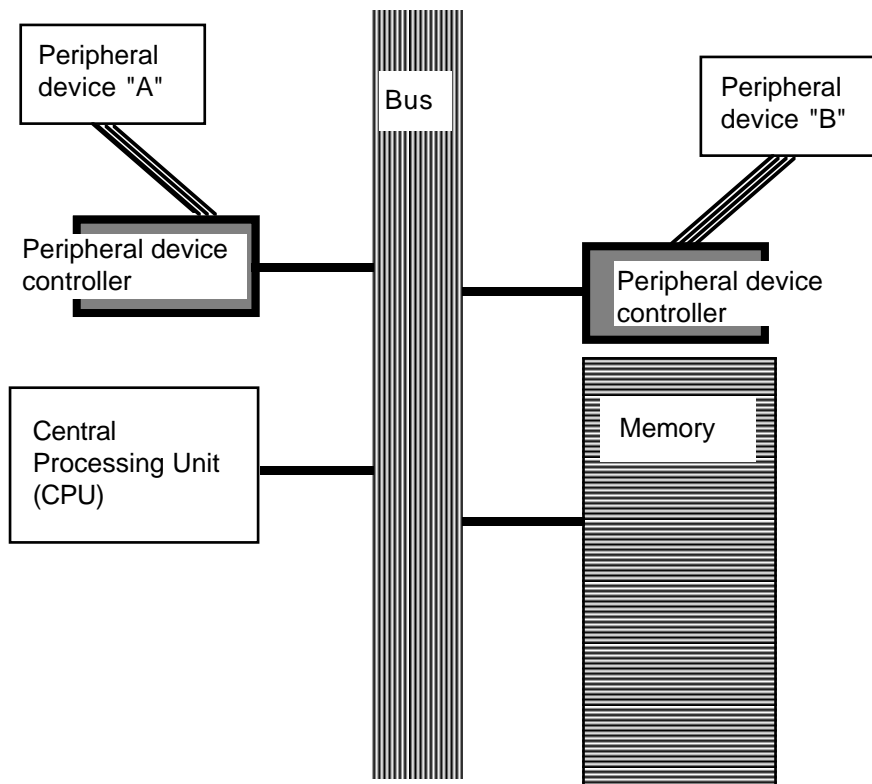 Peripheral
device "A"
Bus
Peripheral
device "B"
Peripheral device
controller
Peripheral device
controller
Central
Processing Unit
(CPU)
Memory